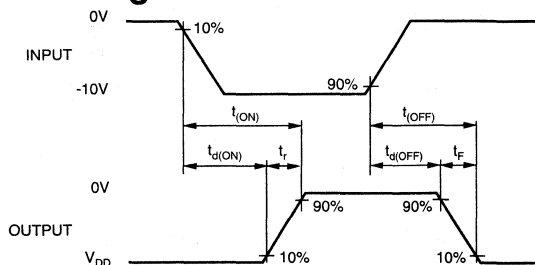 0V
10%
INPUT
90%
-10V
t(ON)
t(OFF)
td(ON)
tr
td(OFF)
tF
0V
90%
90%
OUTPUT
VDD
10%
10%